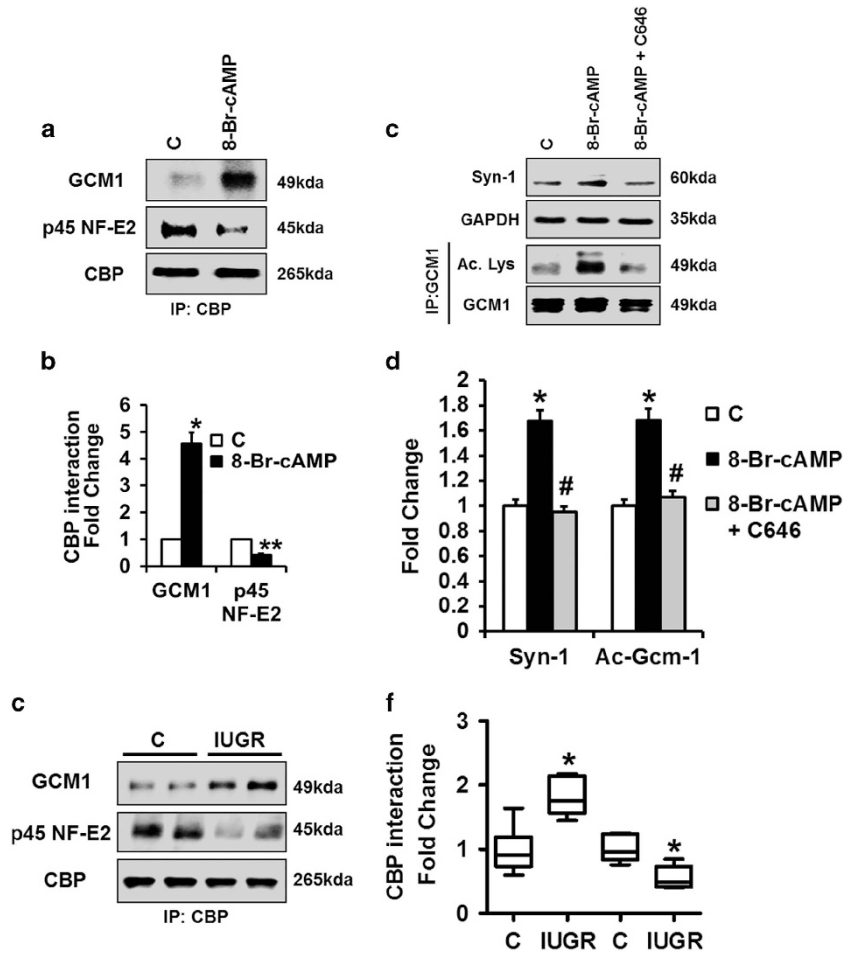 a
C
8-Br-cAMP
GCM1
49kda
p45 NF-E2
45kda
CBP
265kda
IP: CBP
c
C
8-Br-cAMP
8-Br-cAMP + C646
Syn-1
60kda
GAPDH
35kda
IP:GCM1
Ac. Lys
49kda
GCM1
49kda
b
CBP interaction
Fold Change
6
5
4
3
2
1
0
*
**
C
8-Br-cAMP
GCM1
p45
NF-E2
d
Fold Change
2
1.8
1.6
1.4
1.2
1
0.8
0.6
0.4
0.2
0
*
#
*
#
C
8-Br-cAMP
8-Br-cAMP
+ C646
Syn-1
Ac-Gcm-1
c
C
IUGR
GCM1
49kda
p45 NF-E2
45kda
CBP
265kda
IP: CBP
f
CBP interaction
Fold Change
3
2
1
0
*
*
C
IUGR
C
IUGR